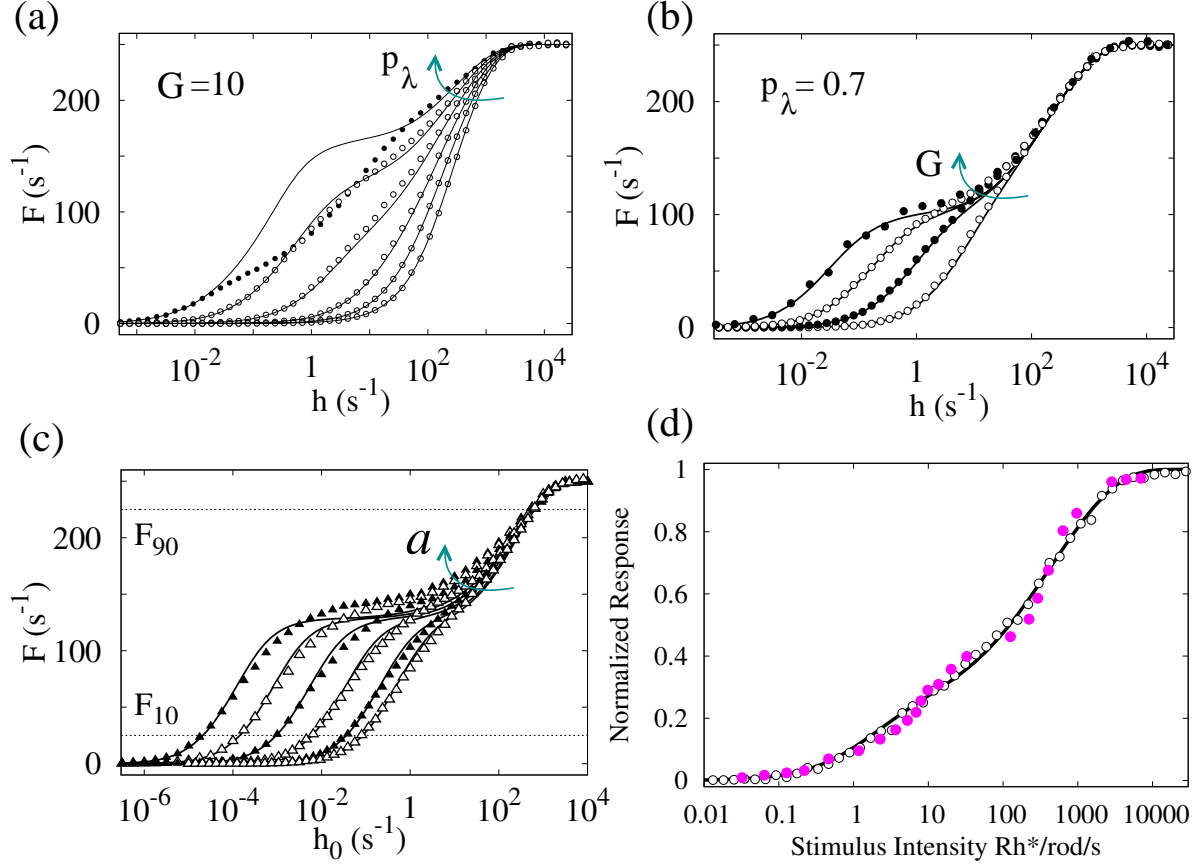 (a)
G = 10
p_λ
F (s^-1)
200
100
0
10^-2
1
10^2
10^4
h (s^-1)
(b)
p_λ = 0.7
G
F (s^-1)
200
100
0
10^-2
1
10^2
10^4
h (s^-1)
(c)
F_90
a
F_10
F (s^-1)
200
100
0
10^-6
10^-4
10^-2
1
10^2
10^4
h_0 (s^-1)
(d)
Normalized Response
1
0.8
0.6
0.4
0.2
0
0.01
0.1
1
10
100
1000
10000
Stimulus Intensity Rh*/rod/s